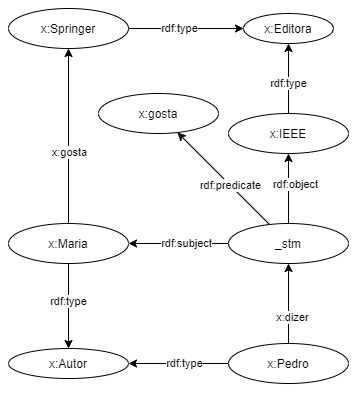 x:Springer
rdf:type
x:Editora
rdf:type
x:gosta
x:IEEE
x:gosta
rdf:predicate
rdf:object
x:Maria
rdf:subject
_stm
rdf:type
x:dizer
x:Autor
rdf:type
x:Pedro